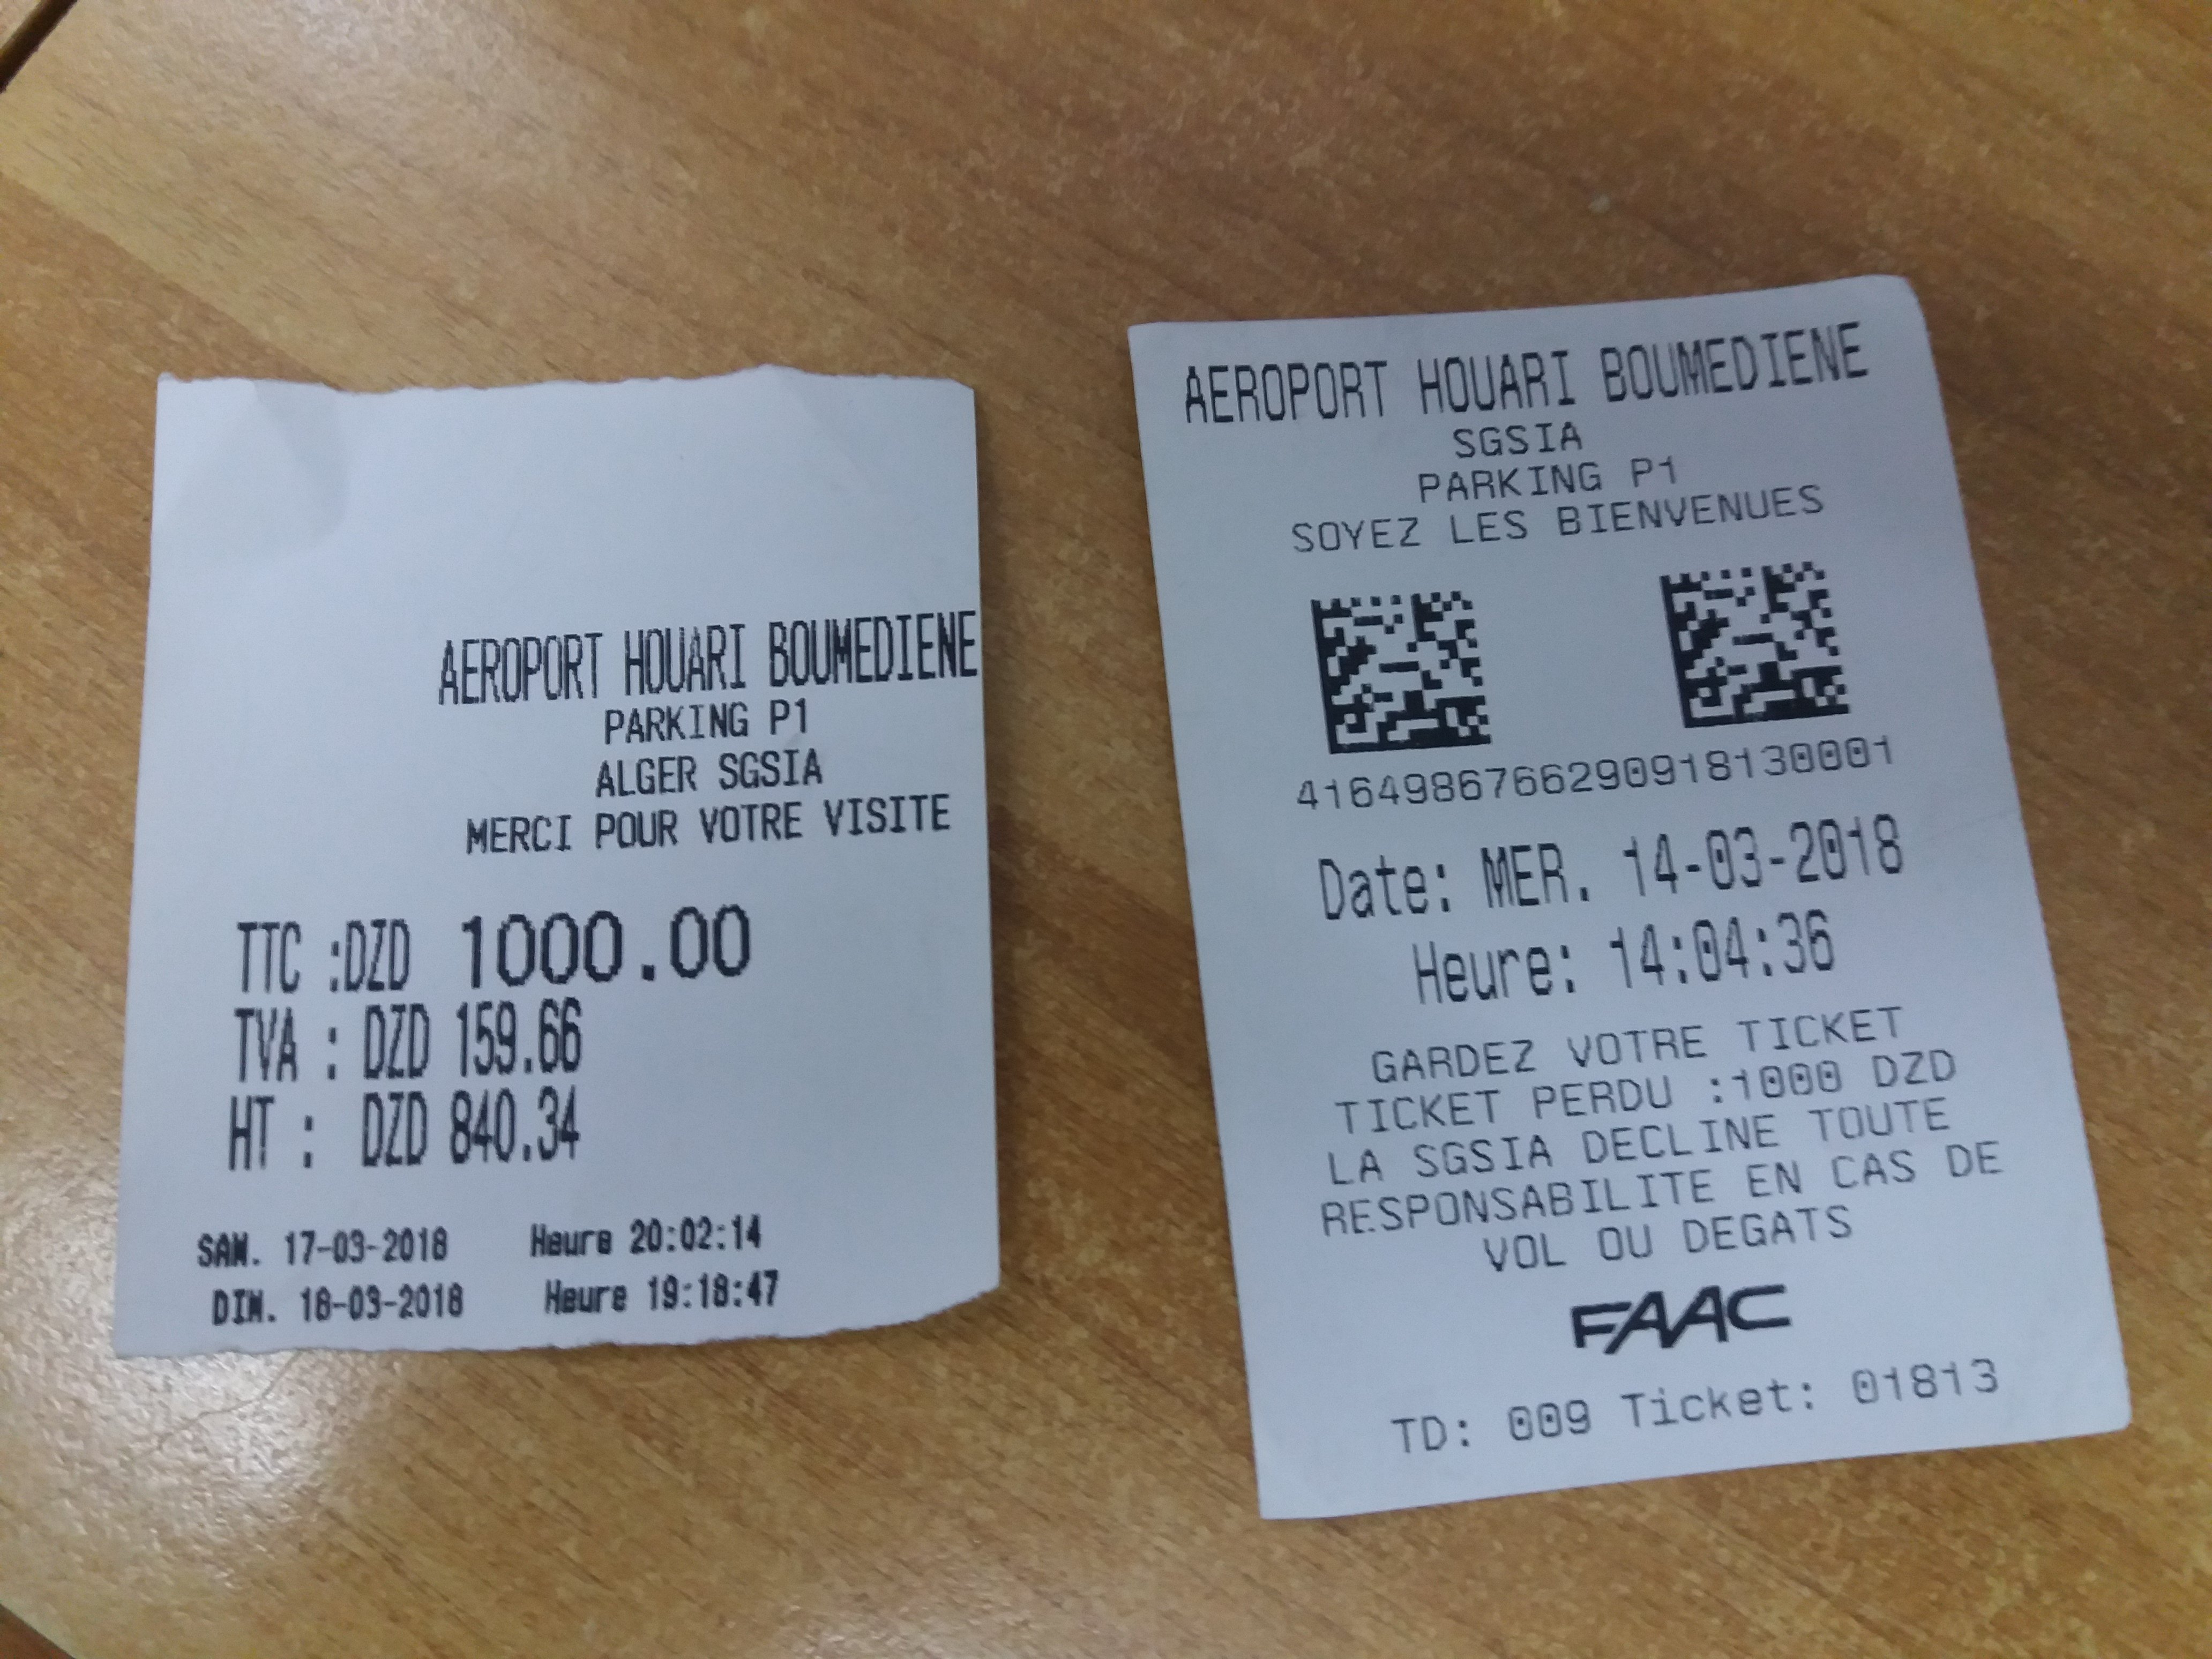 AEROPORT HOUARI BOUMEDIENE
PARKING P1
ALGER SGSIA
MERCI POUR VOTRE VISITE
TTC :DZD 1000.00
TVA : DZD 159.66
HT : DZD 840.34
SAM. 17-03-2018 Heure 20:02:14
DIM. 18-03-2018 Heure 19:18:47
AEROPORT HOUARI BOUMEDIENE
SGSIA
PARKING P1
SOYEZ LES BIENVENUES
4164986766290918130001
Date: MER. 14-03-2018
Heure: 14:04:36
GARDEZ VOTRE TICKET
TICKET PERDU :1000 DZD
LA SGSIA DECLINE TOUTE
RESPONSABILITE EN CAS DE
VOL OU DEGATS
FAAC
TD: 009 Ticket: 01813